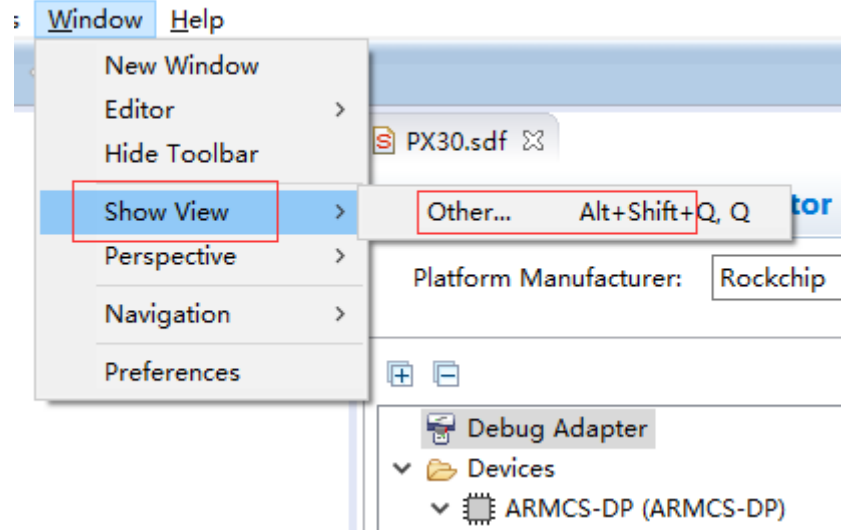 s Window Help
New Window
Editor >
Hide Toolbar
PX30.sdf
Show View >
Other... Alt+Shift+Q, Q
tor
Perspective >
Platform Manufacturer: Rockchip
Navigation >
Preferences
Debug Adapter
Devices
ARMCS-DP (ARMCS-DP)